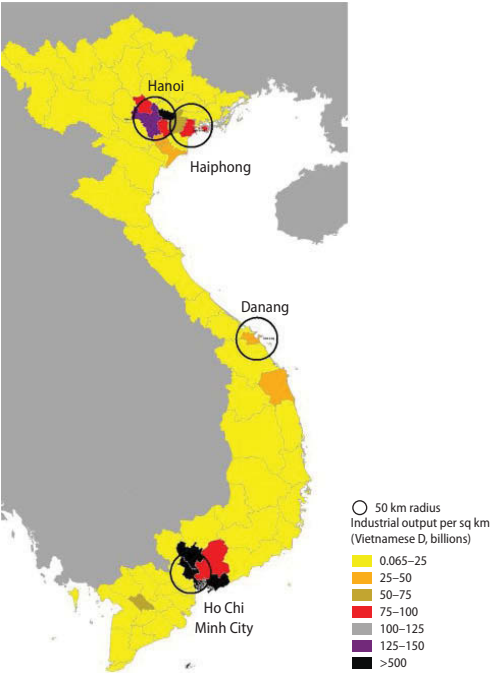 Hanoi
Haiphong
Danang
Ho Chi
Minh City
50 km radius
Industrial output per sq km
(Vietnamese D, billions)
0.065–25
25–50
50–75
75–100
100–125
125–150
>500